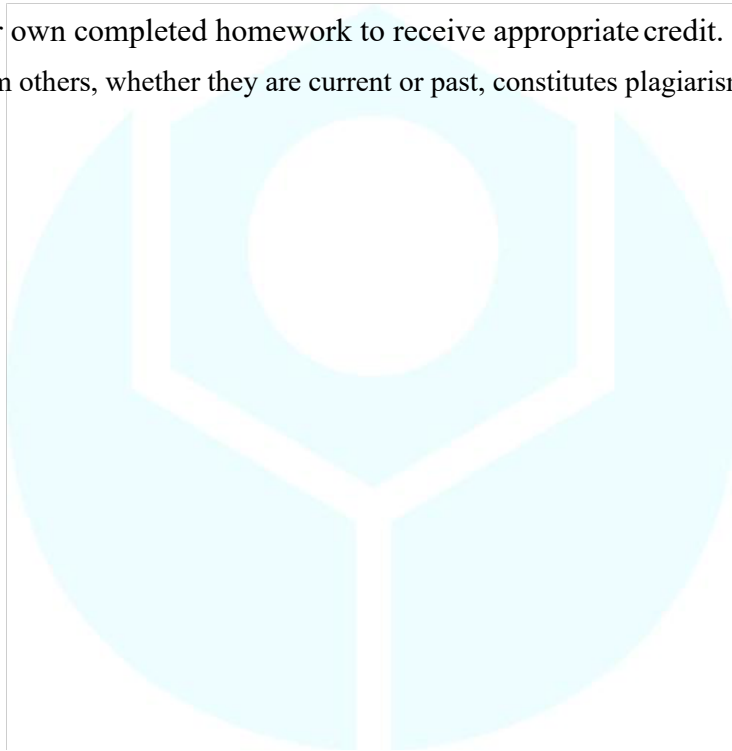 own completed homework to receive appropriate credit.
others, whether they are current or past, constitutes plagiarism